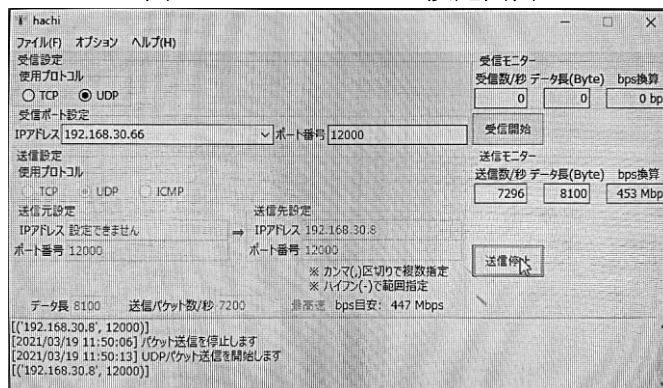 hachi
ファイル(F) オプション ヘルプ(H)
受信設定
使用プロトコル
TCP UDP
受信ポート設定
IPアドレス 192.168.30.66 ポート番号 12000
受信モニター
受信数/秒 データ長(Byte) bps換算
0 0 0 bp
受信開始
送信設定
使用プロトコル
TCP UDP ICMP
送信元設定
IPアドレス 設定できません
ポート番号 12000
⇒
送信先設定
IPアドレス 192.168.30.8
ポート番号 12000
※ カンマ(,)区切りで複数指定
※ ハイフン(-)で範囲指定
送信モニター
送信数/秒 データ長(Byte) bps換算
7296 8100 453 Mbp
送信停止
データ長 8100 送信パケット数/秒 7200 最高速 bps目安: 447 Mbps
[('192.168.30.8', 12000)]
[2021/03/19 11:50:06] パケット送信を停止します
[2021/03/19 11:50:13] UDPパケット送信を開始します
[('192.168.30.8', 12000)]